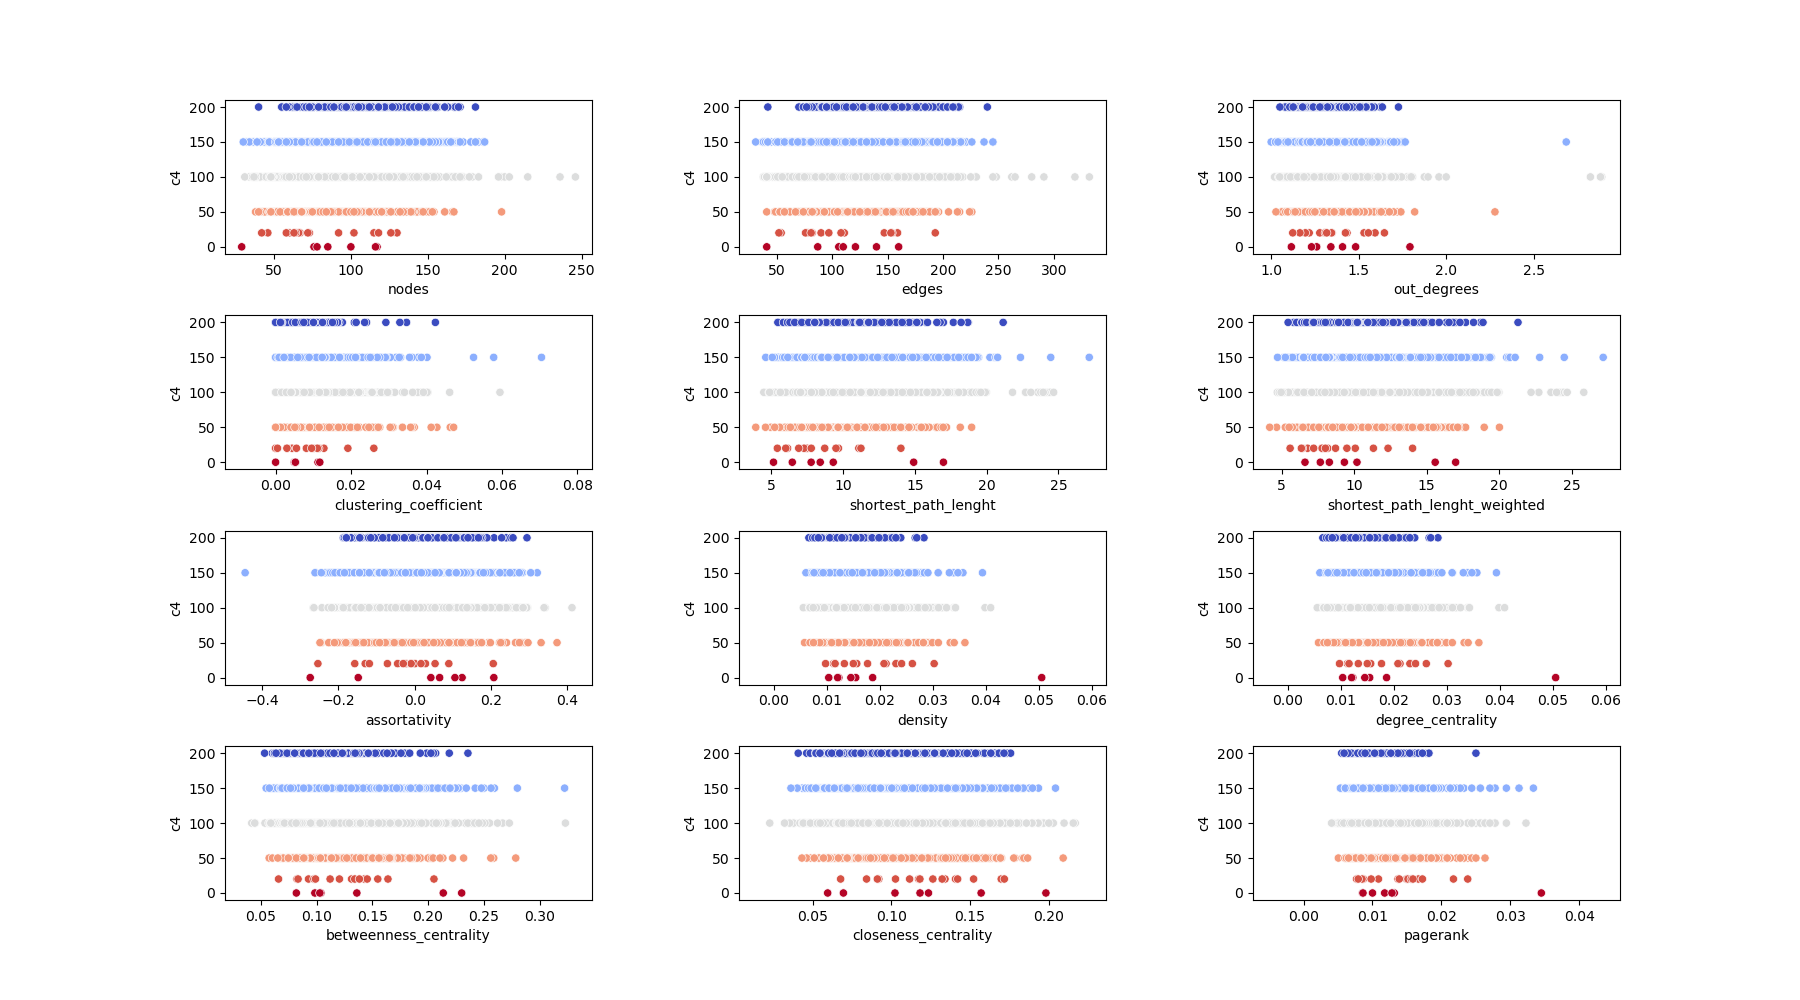 c4
200
150
100
50
0
50 100 150 200 250
nodes
c4
200
150
100
50
0
50 100 150 200 250 300
edges
c4
200
150
100
50
0
1.0 1.5 2.0 2.5
out_degrees
c4
200
150
100
50
0
0.00 0.02 0.04 0.06 0.08
clustering_coefficient
c4
200
150
100
50
0
5 10 15 20 25
shortest_path_lenght
c4
200
150
100
50
0
5 10 15 20 25
shortest_path_lenght_weighted
c4
200
150
100
50
0
−0.4 −0.2 0.0 0.2 0.4
assortativity
c4
200
150
100
50
0
0.00 0.01 0.02 0.03 0.04 0.05 0.06
density
c4
200
150
100
50
0
0.00 0.01 0.02 0.03 0.04 0.05 0.06
degree_centrality
c4
200
150
100
50
0
0.05 0.10 0.15 0.20 0.25 0.30
betweenness_centrality
c4
200
150
100
50
0
0.05 0.10 0.15 0.20
closeness_centrality
c4
200
150
100
50
0
0.00 0.01 0.02 0.03 0.04
pagerank